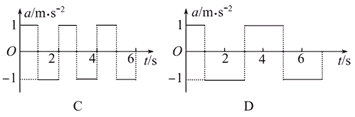 1 a/m·s⁻² 1 a/m·s⁻²
O 2 4 6 t/s O 2 4 6 t/s
−1 −1
C D